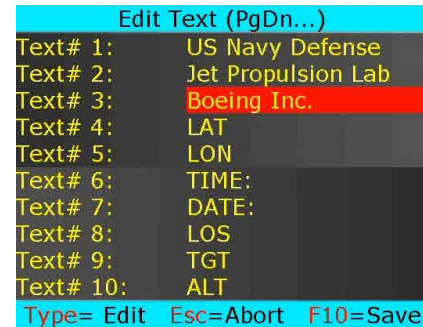 Edit Text (PgDn...)
Text# 1: US Navy Defense
Text# 2: Jet Propulsion Lab
Text# 3: Boeing Inc.
Text# 4: LAT
Text# 5: LON
Text# 6: TIME:
Text# 7: DATE:
Text# 8: LOS
Text# 9: TGT
Text# 10: ALT
Type= Edit Esc=Abort F10=Save